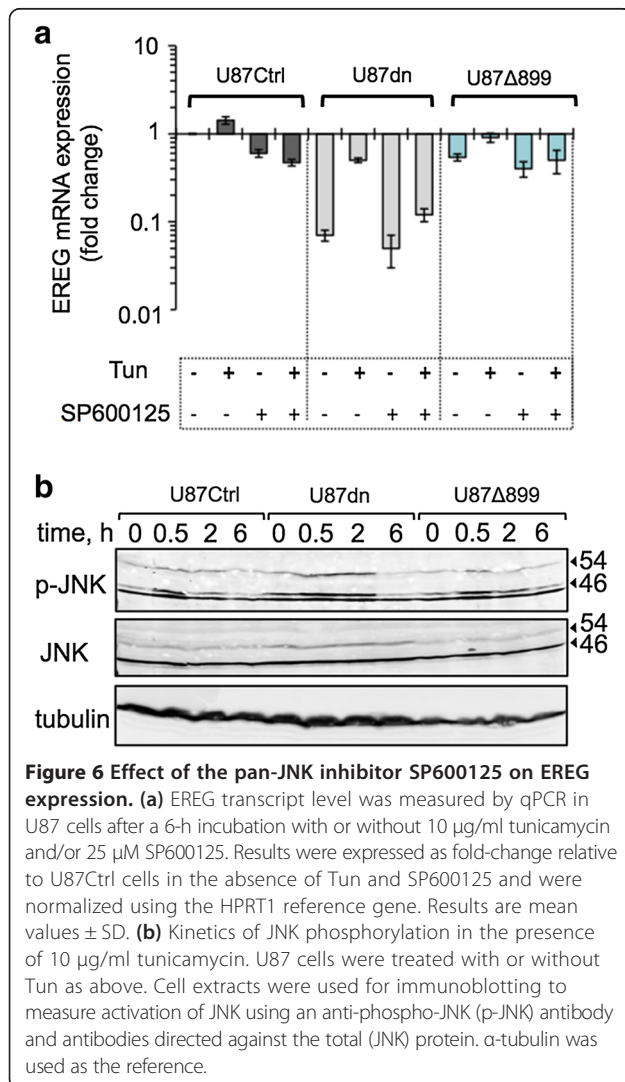 a
EREG mRNA expression
(fold change)
10
1
0.1
0.01
U87Ctrl
U87dn
U87Δ899
Tun - + - + - + - + - + - +
SP600125 - - + + - - + + - - + +
b
U87Ctrl U87dn U87Δ899
time, h 0 0.5 2 6 0 0.5 2 6 0 0.5 2 6
p-JNK
54
46
JNK
54
46
tubulin
Figure 6 Effect of the pan-JNK inhibitor SP600125 on EREG
expression. (a) EREG transcript level was measured by qPCR in
U87 cells after a 6-h incubation with or without 10 μg/ml tunicamycin
and/or 25 μM SP600125. Results were expressed as fold-change relative
to U87Ctrl cells in the absence of Tun and SP600125 and were
normalized using the HPRT1 reference gene. Results are mean
values ± SD. (b) Kinetics of JNK phosphorylation in the presence
of 10 μg/ml tunicamycin. U87 cells were treated with or without
Tun as above. Cell extracts were used for immunoblotting to
measure activation of JNK using an anti-phospho-JNK (p-JNK) antibody
and antibodies directed against the total (JNK) protein. α-tubulin was
used as the reference.